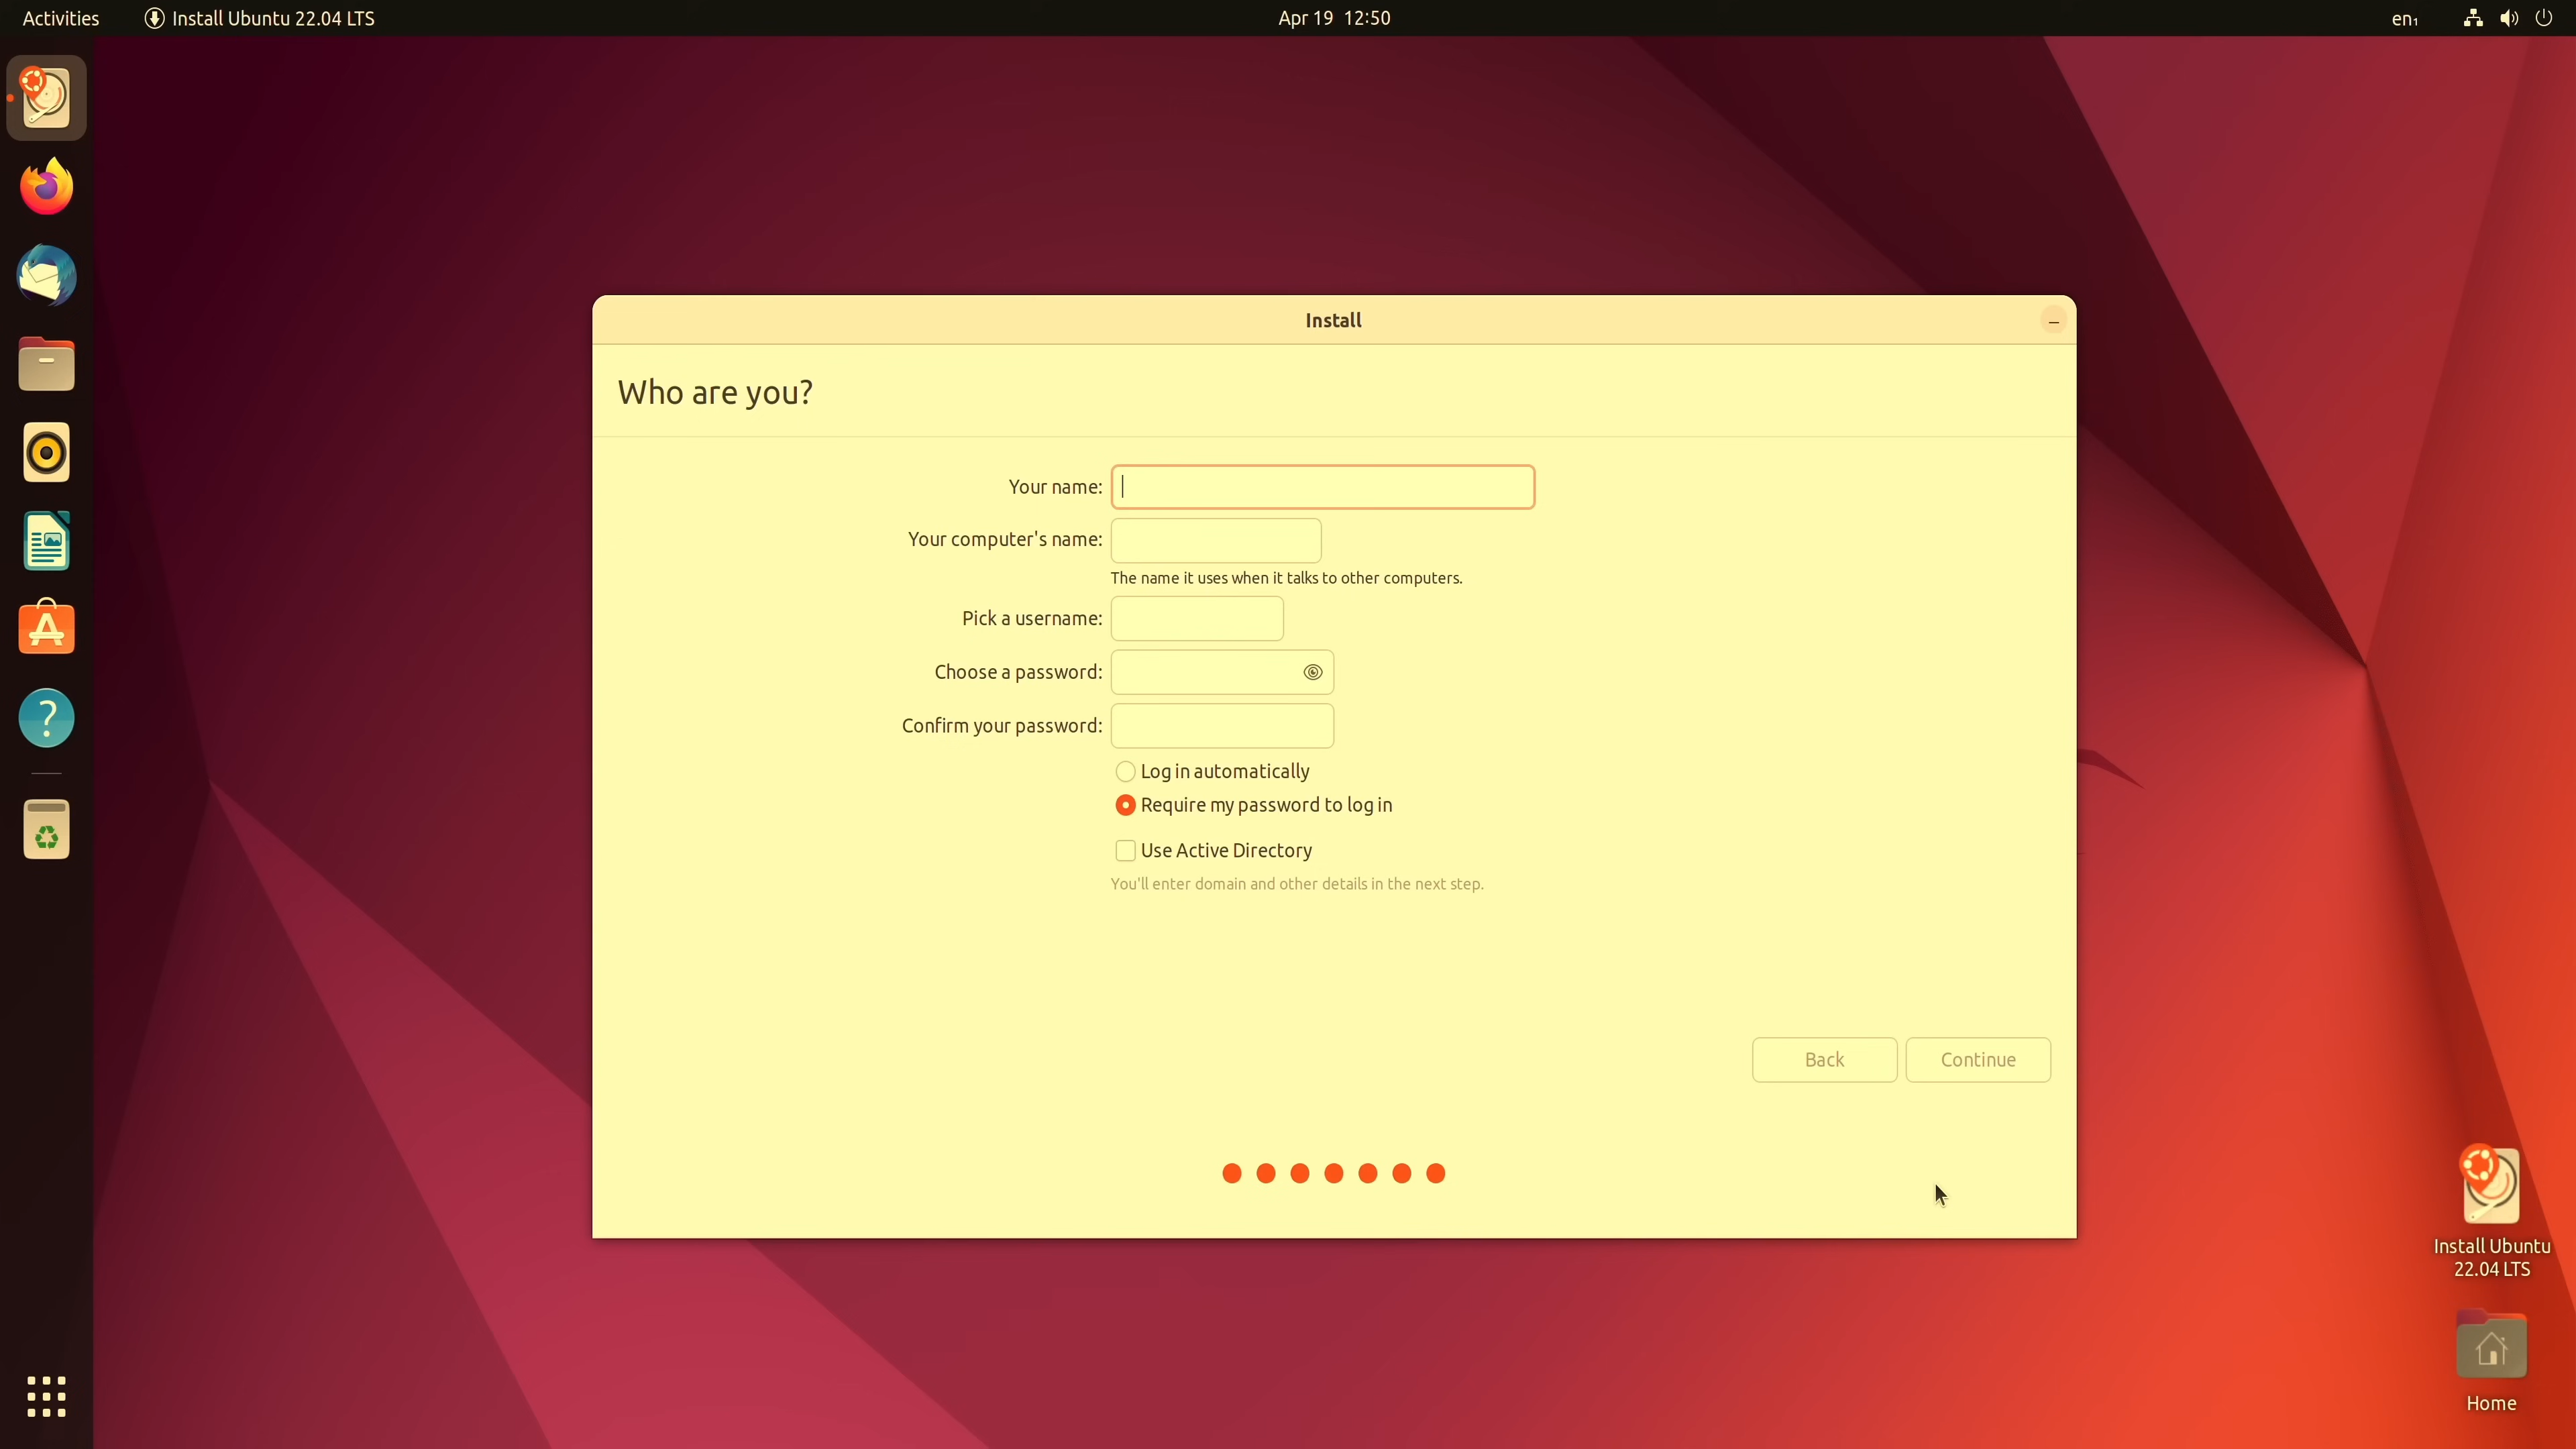 Activities
Install Ubuntu 22.04 LTS
Apr 19 12:50
en₁
Install
Who are you?
Your name:
Your computer's name:
The name it uses when it talks to other computers.
Pick a username:
Choose a password:
Confirm your password:
Log in automatically
Require my password to log in
Use Active Directory
You'll enter domain and other details in the next step.
Back
Continue
Install Ubuntu
22.04 LTS
Home